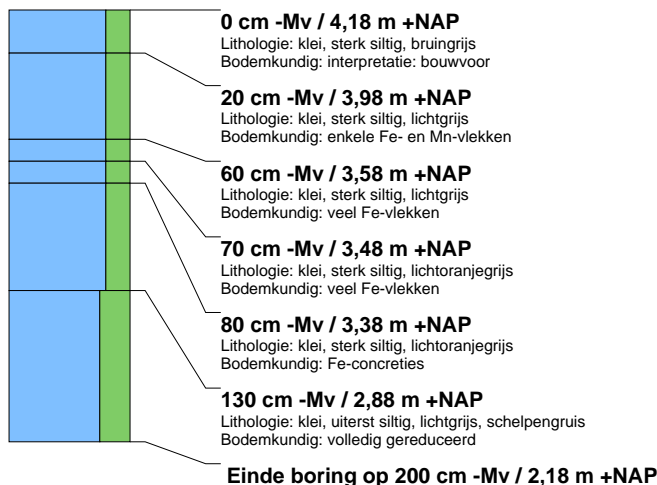 0 cm -Mv / 4,18 m +NAP
Lithologie: klei, sterk siltig, bruingrijs
Bodemkundig: interpretatie: bouwvoor
20 cm -Mv / 3,98 m +NAP
Lithologie: klei, sterk siltig, lichtgrijs
Bodemkundig: enkele Fe- en Mn-vlekken
60 cm -Mv / 3,58 m +NAP
Lithologie: klei, sterk siltig, lichtgrijs
Bodemkundig: veel Fe-vlekken
70 cm -Mv / 3,48 m +NAP
Lithologie: klei, sterk siltig, lichtoranjegrijs
Bodemkundig: veel Fe-vlekken
80 cm -Mv / 3,38 m +NAP
Lithologie: klei, sterk siltig, lichtoranjegrijs
Bodemkundig: Fe-concreties
130 cm -Mv / 2,88 m +NAP
Lithologie: klei, uiterst siltig, lichtgrijs, schelpengruis
Bodemkundig: volledig gereduceerd
Einde boring op 200 cm -Mv / 2,18 m +NAP